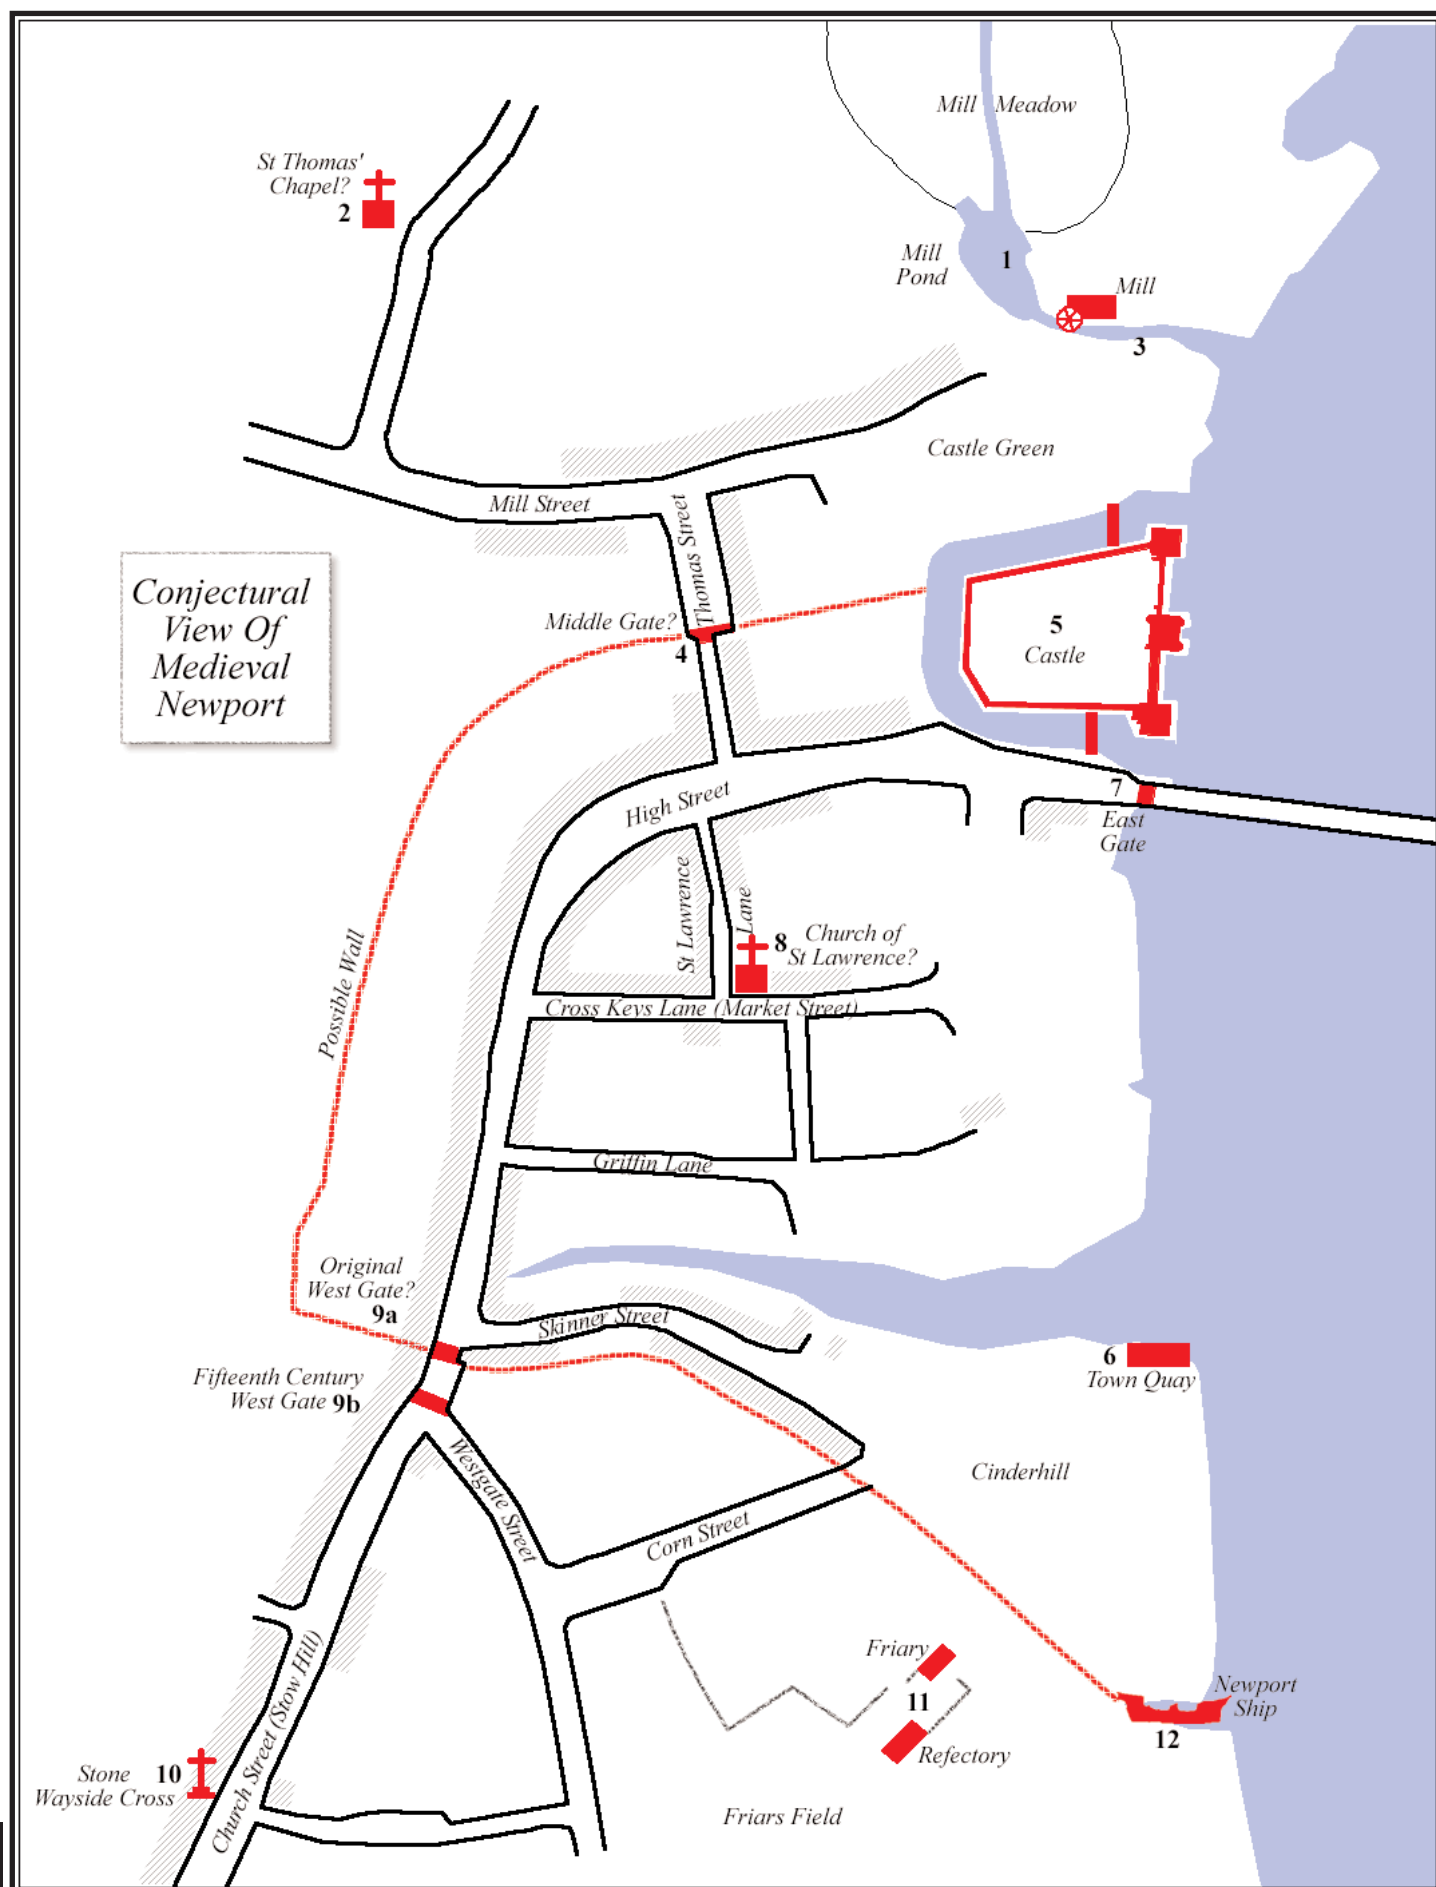 Mill Meadow
St Thomas'
Chapel?
2
Mill
Pond
1
Mill
3
Castle Green
Mill Street
Thomas Street
Conjectural
View Of
Medieval
Newport
Middle Gate?
4
5
Castle
High Street
7
East
Gate
St Lawrence
Lane
8
Church of
St Lawrence?
Possible Wall
Cross Keys Lane (Market Street)
Griffin Lane
Original
West Gate?
9a
Skinner Street
Fifteenth Century
West Gate 9b
6
Town Quay
Westgate Street
Cinderhill
Corn Street
Friary
11
Refectory
Newport
Ship
12
Church Street (Stow Hill)
Stone
Wayside Cross
10
Friars Field